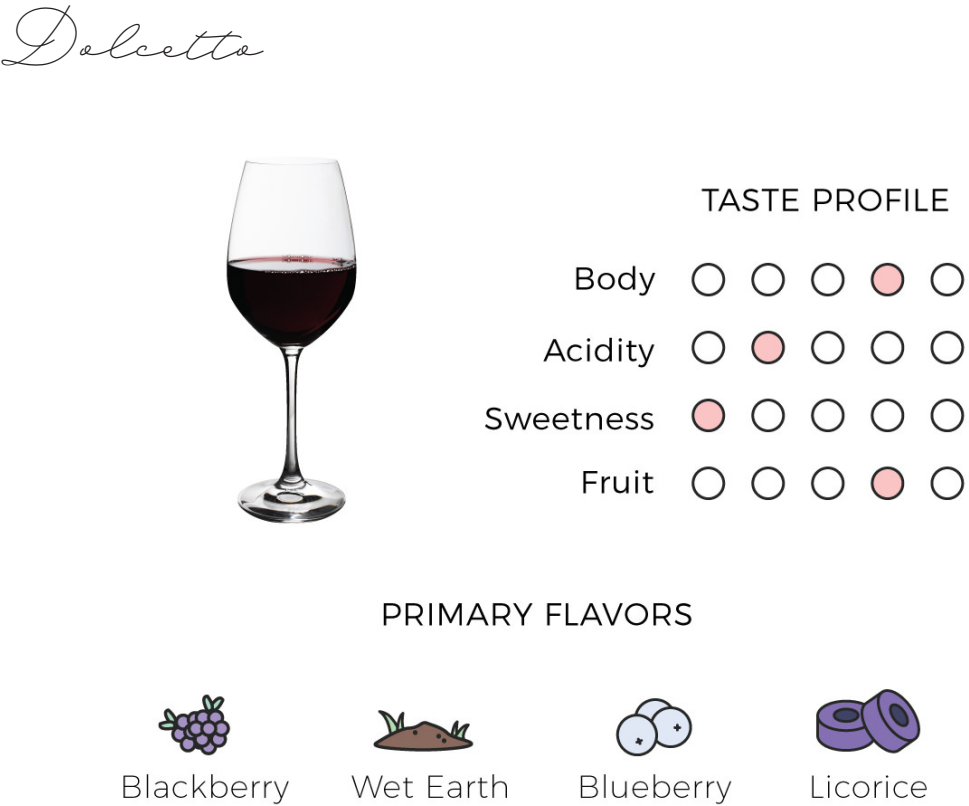 Dolcetto
TASTE PROFILE
Body
Acidity
Sweetness
Fruit
PRIMARY FLAVORS
Blackberry Wet Earth Blueberry Licorice